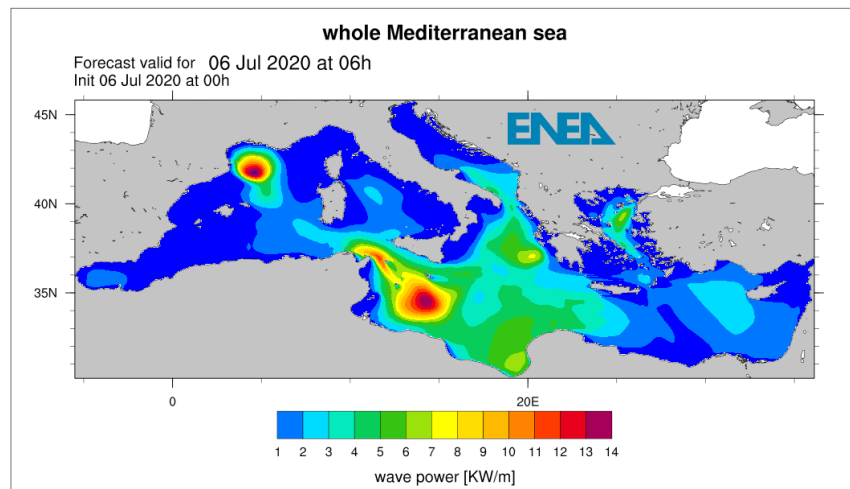 whole Mediterranean sea
Forecast valid for 06 Jul 2020 at 06h
Init 06 Jul 2020 at 00h
45N
ENEA
40N
35N
0 20E
1 2 3 4 5 6 7 8 9 10 11 12 13 14
wave power [KW/m]